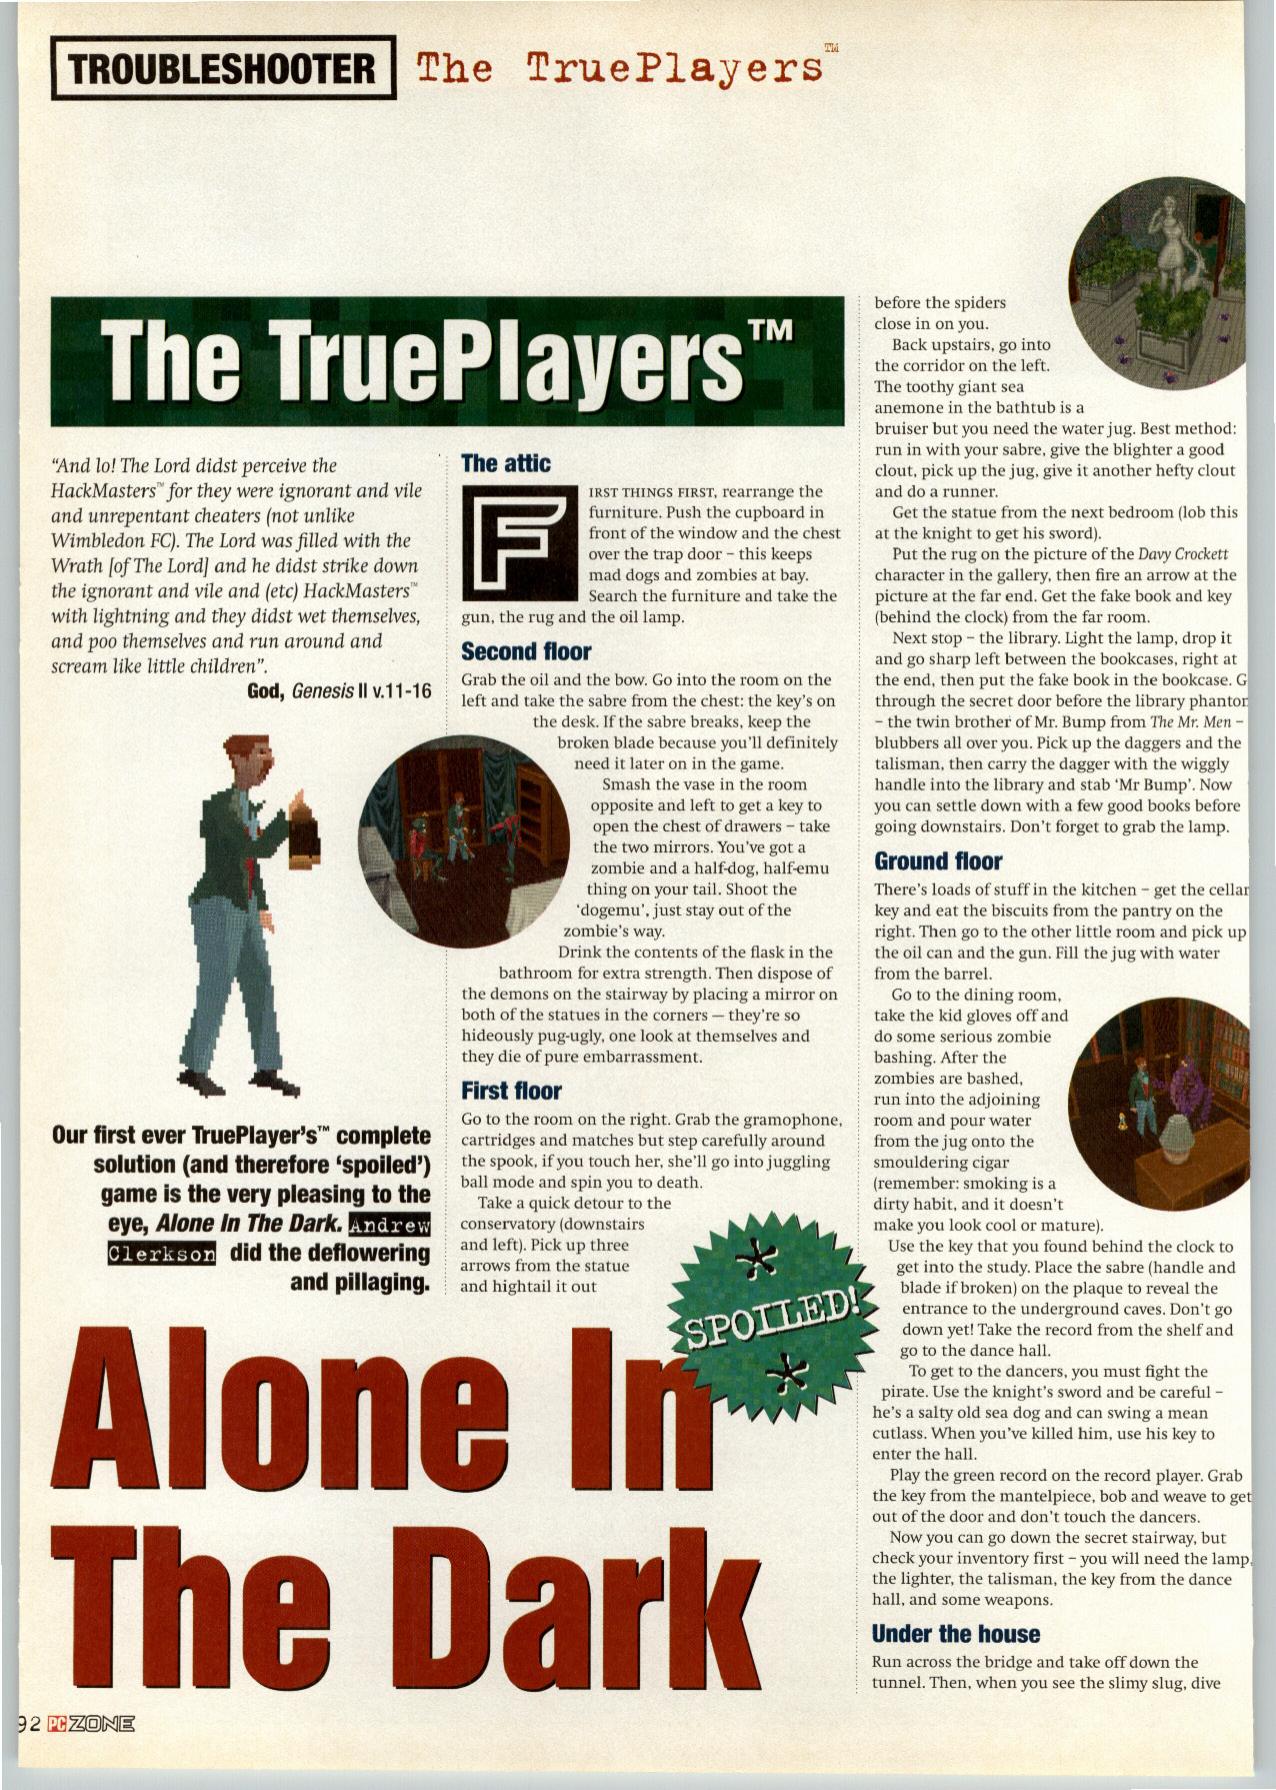 TROUBLESHOOTER The TruePlayers™
The TruePlayers™
“And lo! The Lord didst perceive the
HackMasters™ for they were ignorant and vile
and unrepentant cheaters (not unlike
Wimbledon FC). The Lord was filled with the
Wrath [of The Lord] and he didst strike down
the ignorant and vile and (etc) HackMasters™
with lightning and they didst wet themselves,
and poo themselves and run around and
scream like little children”.
God, Genesis II v.11-16
Our first ever TruePlayer’s™ complete
solution (and therefore ‘spoiled’)
game is the very pleasing to the
eye, Alone In The Dark. Andrew
Clerkson did the deflowering
and pillaging.
The attic
FIRST THINGS FIRST, rearrange the
furniture. Push the cupboard in
front of the window and the chest
over the trap door – this keeps
mad dogs and zombies at bay.
Search the furniture and take the
gun, the rug and the oil lamp.
Second floor
Grab the oil and the bow. Go into the room on the
left and take the sabre from the chest: the key’s on
the desk. If the sabre breaks, keep the
broken blade because you’ll definitely
need it later on in the game.
Smash the vase in the room
opposite and left to get a key to
open the chest of drawers – take
the two mirrors. You’ve got a
zombie and a half-dog, half-emu
thing on your tail. Shoot the
‘dogemu’, just stay out of the
zombie’s way.
Drink the contents of the flask in the
bathroom for extra strength. Then dispose of
the demons on the stairway by placing a mirror on
both of the statues in the corners — they’re so
hideously pug-ugly, one look at themselves and
they die of pure embarrassment.
First floor
Go to the room on the right. Grab the gramophone,
cartridges and matches but step carefully around
the spook, if you touch her, she’ll go into juggling
ball mode and spin you to death.
Take a quick detour to the
conservatory (downstairs
and left). Pick up three
arrows from the statue
and hightail it out
before the spiders
close in on you.
Back upstairs, go into
the corridor on the left.
The toothy giant sea
anemone in the bathtub is a
bruiser but you need the water jug. Best method:
run in with your sabre, give the blighter a good
clout, pick up the jug, give it another hefty clout
and do a runner.
Get the statue from the next bedroom (lob this
at the knight to get his sword).
Put the rug on the picture of the Davy Crockett
character in the gallery, then fire an arrow at the
picture at the far end. Get the fake book and key
(behind the clock) from the far room.
Next stop – the library. Light the lamp, drop it
and go sharp left between the bookcases, right at
the end, then put the fake book in the bookcase. G
through the secret door before the library phantom
– the twin brother of Mr. Bump from The Mr. Men –
blubbers all over you. Pick up the daggers and the
talisman, then carry the dagger with the wiggly
handle into the library and stab ‘Mr Bump’. Now
you can settle down with a few good books before
going downstairs. Don’t forget to grab the lamp.
Ground floor
There’s loads of stuff in the kitchen – get the cellar
key and eat the biscuits from the pantry on the
right. Then go to the other little room and pick up
the oil can and the gun. Fill the jug with water
from the barrel.
Go to the dining room,
take the kid gloves off and
do some serious zombie
bashing. After the
zombies are bashed,
run into the adjoining
room and pour water
from the jug onto the
smouldering cigar
(remember: smoking is a
dirty habit, and it doesn’t
make you look cool or mature).
Use the key that you found behind the clock to
get into the study. Place the sabre (handle and
blade if broken) on the plaque to reveal the
entrance to the underground caves. Don’t go
down yet! Take the record from the shelf and
go to the dance hall.
To get to the dancers, you must fight the
pirate. Use the knight’s sword and be careful –
he’s a salty old sea dog and can swing a mean
cutlass. When you’ve killed him, use his key to
enter the hall.
Play the green record on the record player. Grab
the key from the mantelpiece, bob and weave to get
out of the door and don’t touch the dancers.
Now you can go down the secret stairway, but
check your inventory first – you will need the lamp,
the lighter, the talisman, the key from the dance
hall, and some weapons.
Under the house
Run across the bridge and take off down the
tunnel. Then, when you see the slimy slug, dive
* SPOILED! *
Alone In
The Dark
92 PC ZONE